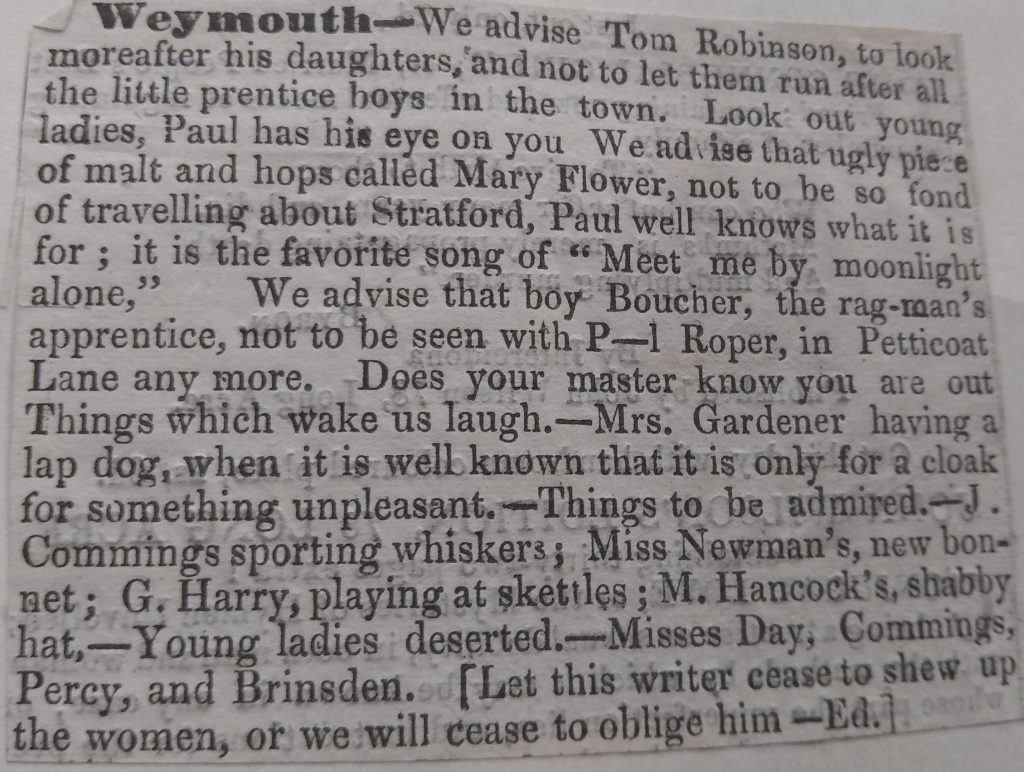 Weymouth—We advise Tom Robinson, to look
moreafter his daughters, and not to let them run after all
the little prentice boys in the town. Look out young
ladies, Paul has his eye on you We advise that ugly piece
of malt and hops called Mary Flower, not to be so fond
of travelling about Stratford, Paul well knows what it is
for ; it is the favorite song of “ Meet me by moonlight
alone,” We advise that boy Boucher, the rag-man's
apprentice, not to be seen with P—l Roper, in Petticoat
Lane any more. Does your master know you are out
Things which wake us laugh.—Mrs. Gardener having a
lap dog, when it is well known that it is only for a cloak
for something unpleasant.—Things to be admired.—J.
Commings sporting whiskers; Miss Newman's, new bon-
net; G. Harry, playing at skettles ; M. Hancock's, shabby
hat,—Young ladies deserted.—Misses Day, Commings,
Percy, and Brinsden. [Let this writer cease to shew up
the women, or we will cease to oblige him —Ed.]